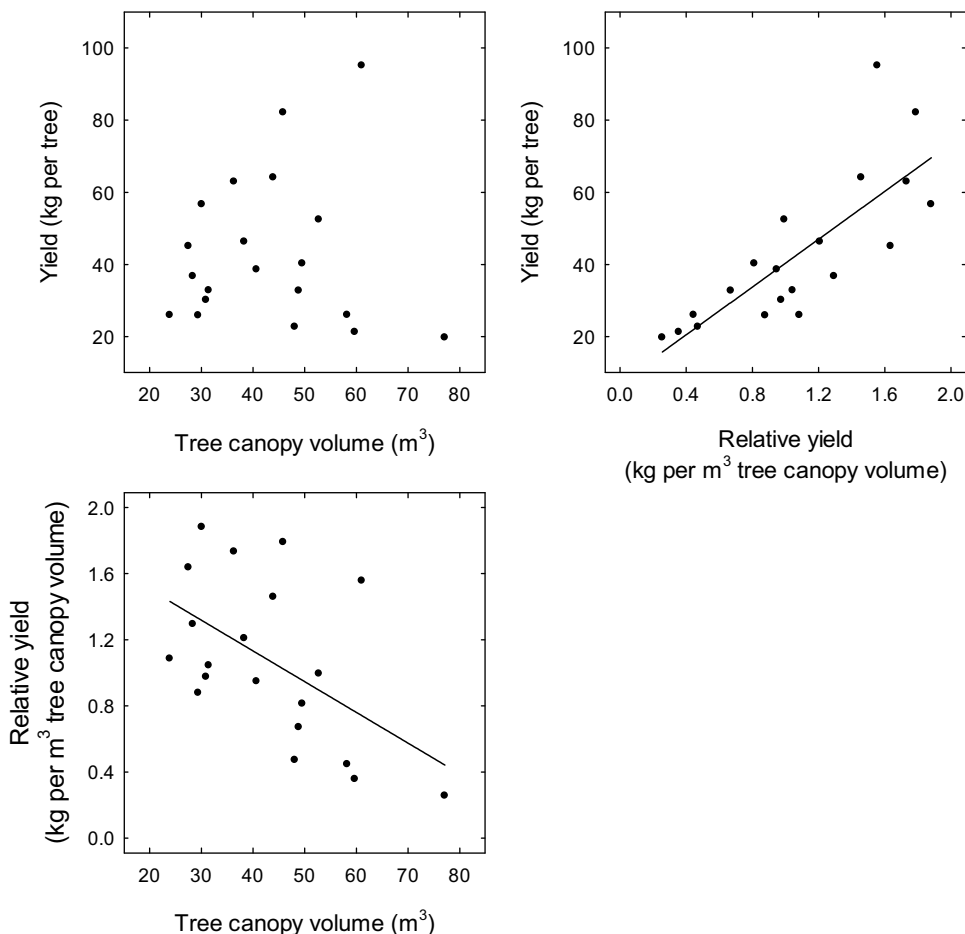 Yield (kg per tree)
100
80
60
40
20
20 30 40 50 60 70 80
Tree canopy volume (m³)
Yield (kg per tree)
100
80
60
40
20
0.0 0.4 0.8 1.2 1.6 2.0
Relative yield
(kg per m³ tree canopy volume)
Relative yield
(kg per m³ tree canopy volume)
2.0
1.6
1.2
0.8
0.4
0.0
20 30 40 50 60 70 80
Tree canopy volume (m³)